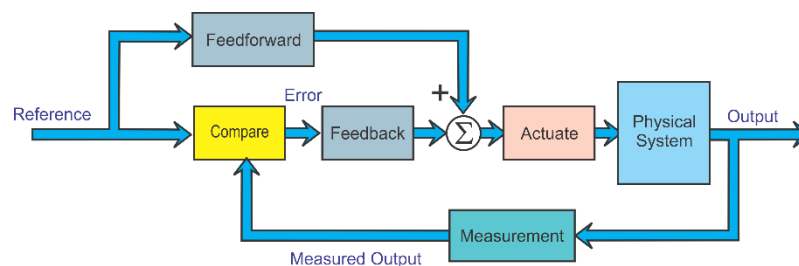 Feedforward
+
Reference
Error
Compare
Feedback
Σ
Actuate
Physical
System
Output
Measurement
Measured Output